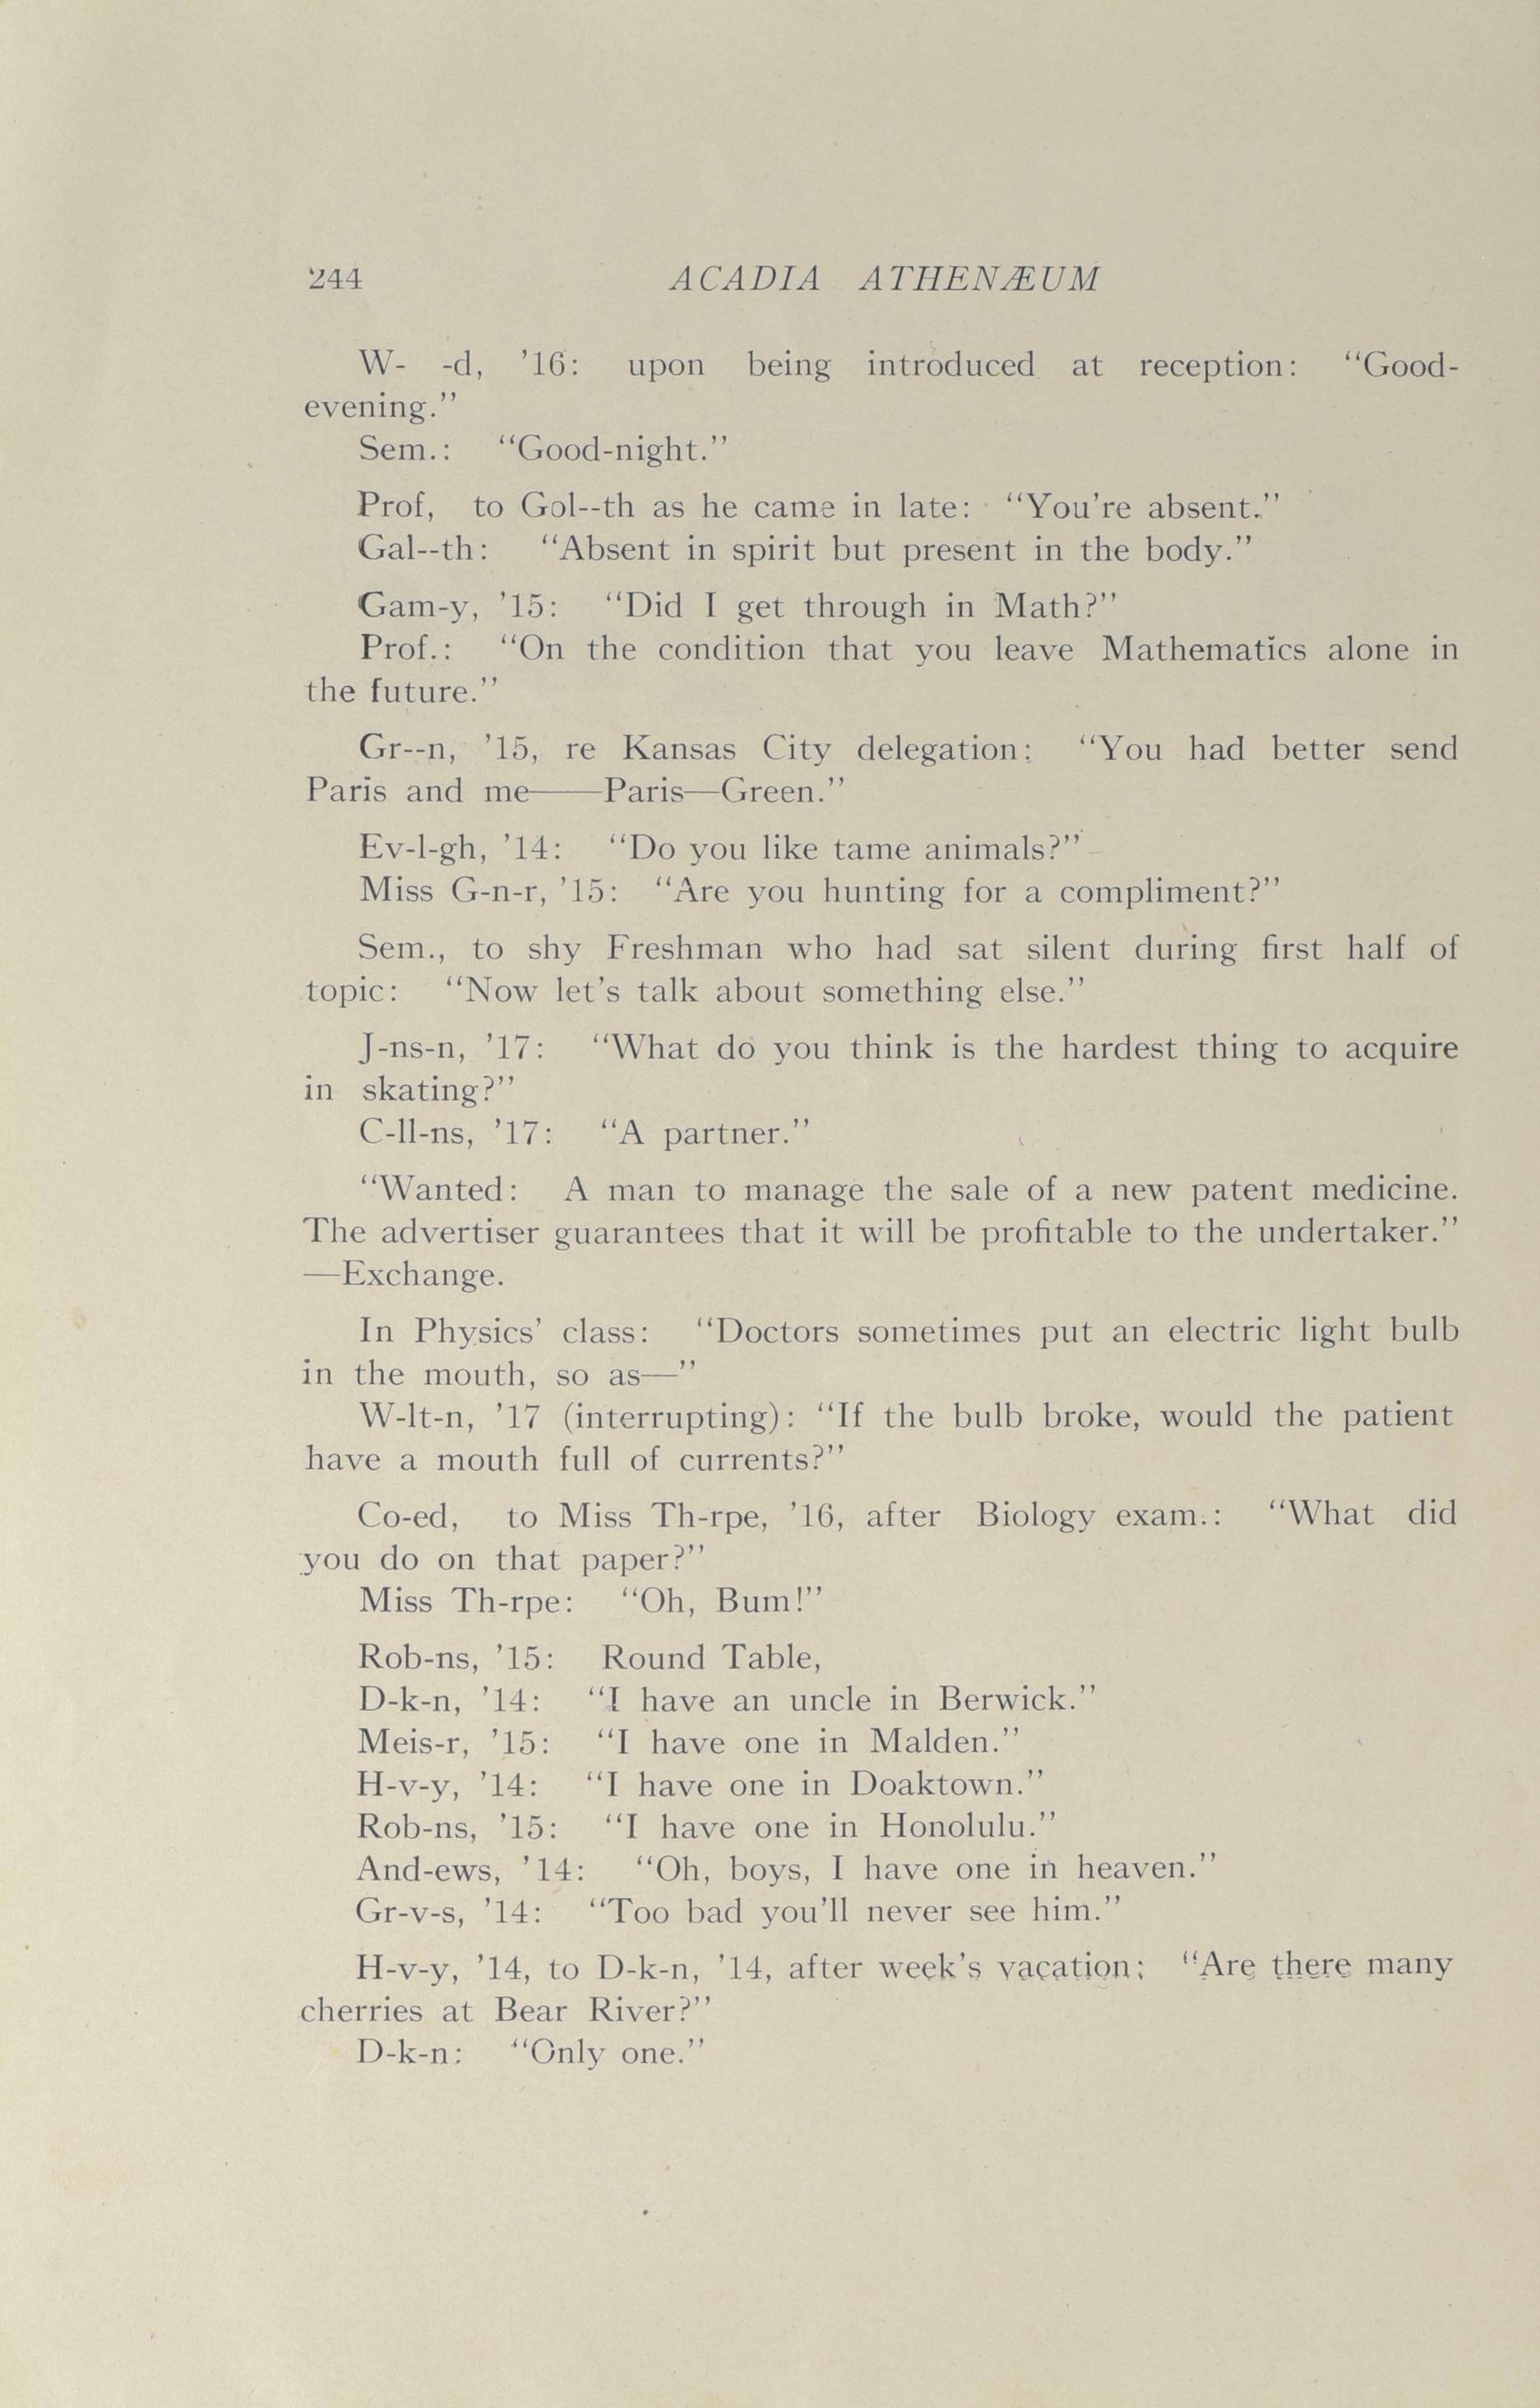 244 ACADIA ATHENÆUM
W- -d, ’16: upon being introduced at reception: “Good-
evening.”
Sem.: “Good-night.”
Prof, to Gol--th as he came in late: “You’re absent.”
Gal--th: “Absent in spirit but present in the body.”
Gam-y, ’15: “Did I get through in Math?”
Prof.: “On the condition that you leave Mathematics alone in
the future.”
Gr--n, ’15, re Kansas City delegation: “You had better send
Paris and me——Paris—Green.”
Ev-l-gh, ’14: “Do you like tame animals?”
Miss G-n-r, ’15: “Are you hunting for a compliment?”
Sem., to shy Freshman who had sat silent during first half of
topic: “Now let’s talk about something else.”
J-ns-n, ’17: “What do you think is the hardest thing to acquire
in skating?”
C-ll-ns, ’17: “A partner.”
“Wanted: A man to manage the sale of a new patent medicine.
The advertiser guarantees that it will be profitable to the undertaker.”
—Exchange.
In Physics’ class: “Doctors sometimes put an electric light bulb
in the mouth, so as—”
W-lt-n, ’17 (interrupting): “If the bulb broke, would the patient
have a mouth full of currents?”
Co-ed, to Miss Th-rpe, ’16, after Biology exam.: “What did
you do on that paper?”
Miss Th-rpe: “Oh, Bum!”
Rob-ns, ’15: Round Table,
D-k-n, ’14: “I have an uncle in Berwick.”
Meis-r, ’15: “I have one in Malden.”
H-v-y, ’14: “I have one in Doaktown.”
Rob-ns, ’15: “I have one in Honolulu.”
And-ews, ’14: “Oh, boys, I have one in heaven.”
Gr-v-s, ’14: “Too bad you’ll never see him.”
H-v-y, ’14, to D-k-n, ’14, after week’s vacation: “Are there many
cherries at Bear River?”
D-k-n: “Only one.”